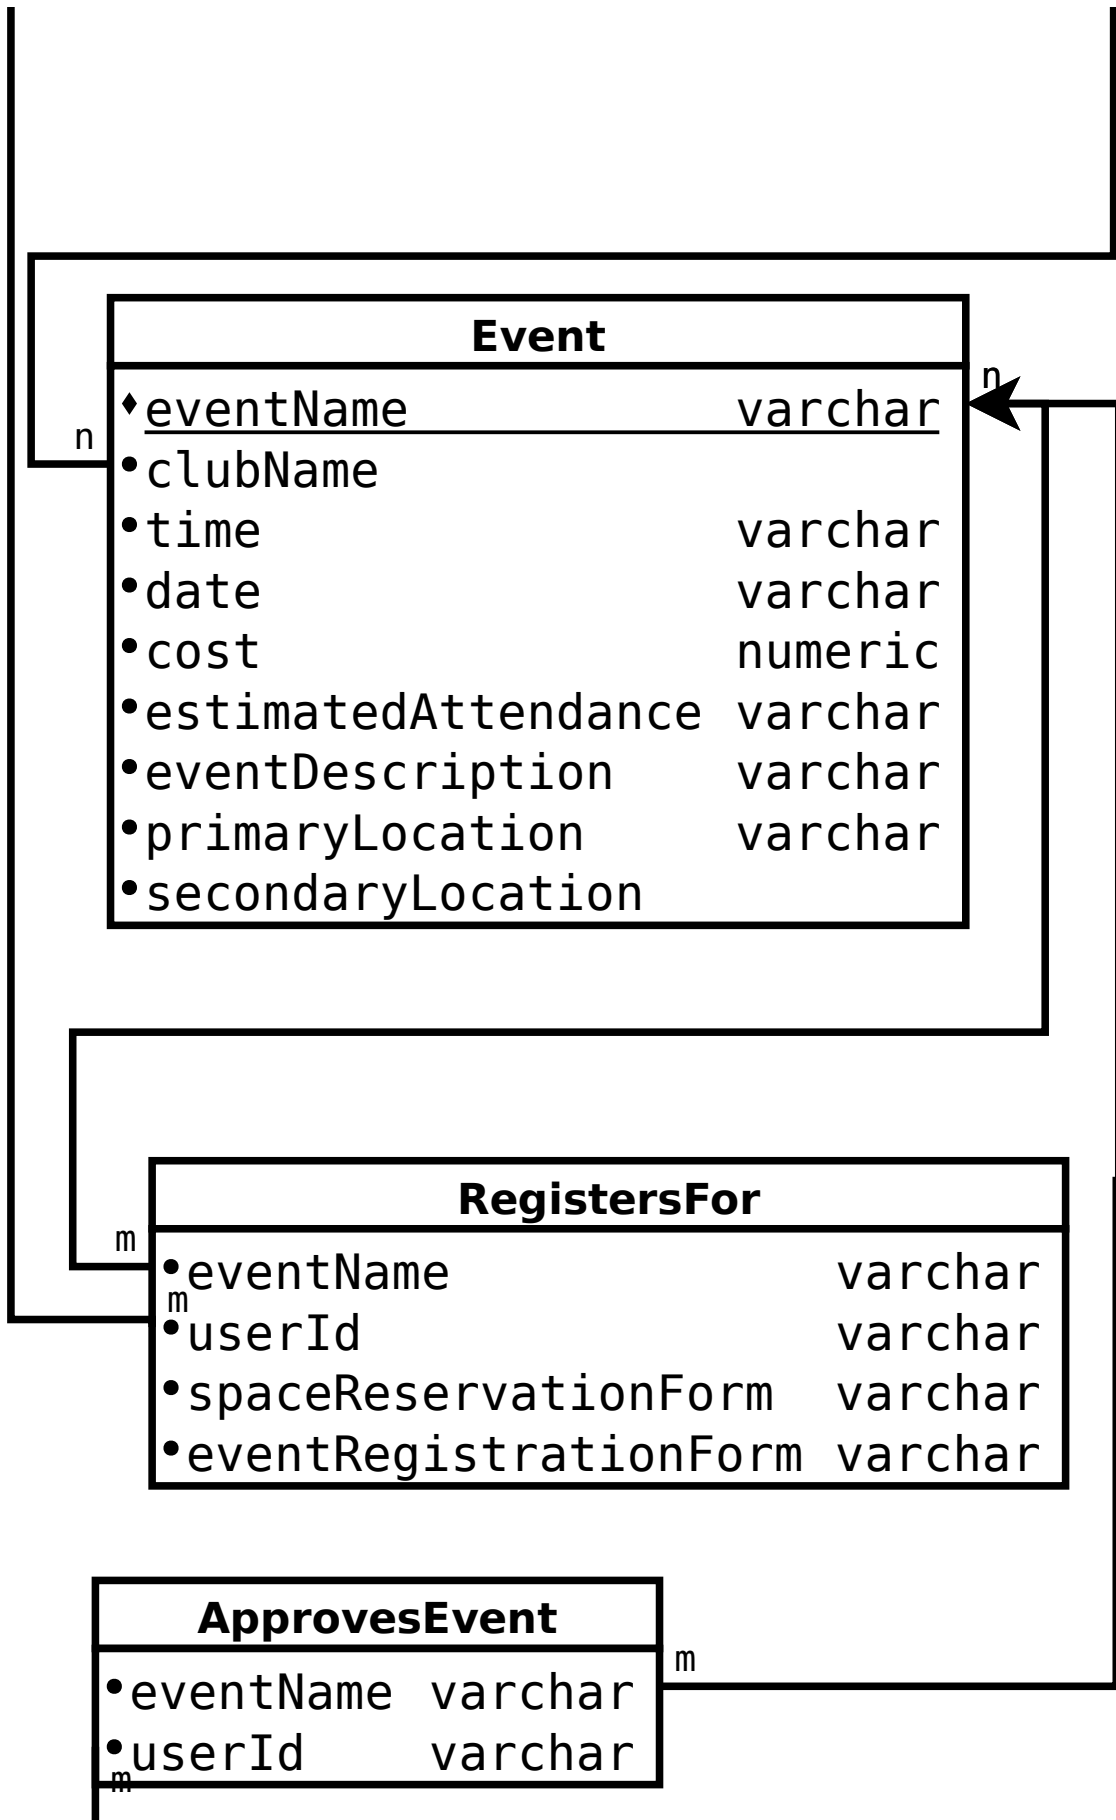 Event
n
eventName varchar
n
clubName
time varchar
date varchar
cost numeric
estimatedAttendance varchar
eventDescription varchar
primaryLocation varchar
secondaryLocation
RegistersFor
m
eventName varchar
m
userId varchar
spaceReservationForm varchar
eventRegistrationForm varchar
ApprovesEvent
m
eventName varchar
userId varchar
m